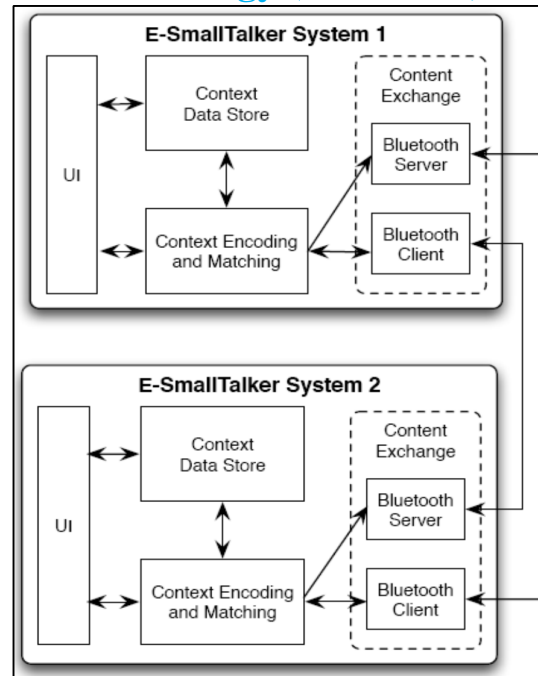 E-SmallTalker System 1
Content
Exchange
Context
Data Store
UI
Bluetooth
Server
Context Encoding
and Matching
Bluetooth
Client
E-SmallTalker System 2
Content
Exchange
Context
Data Store
UI
Bluetooth
Server
Context Encoding
and Matching
Bluetooth
Client